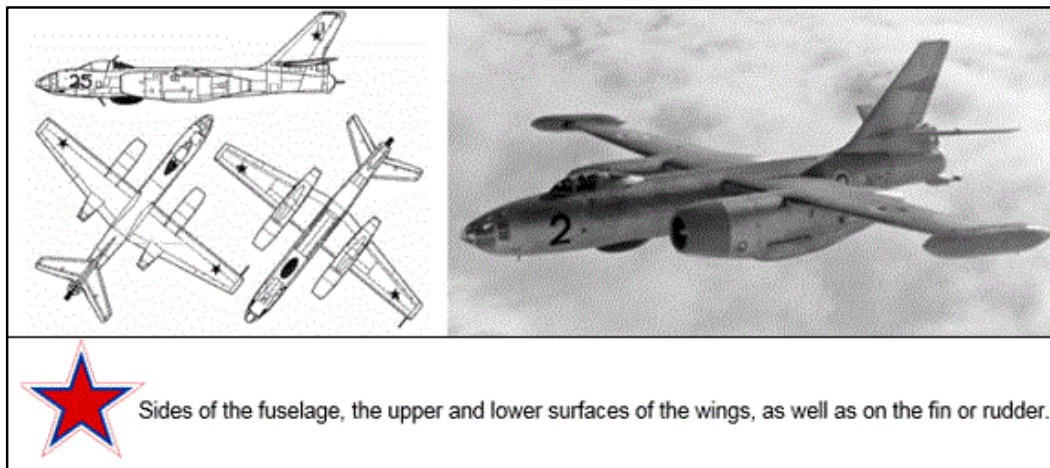 25
2
Sides of the fuselage, the upper and lower surfaces of the wings, as well as on the fin or rudder.